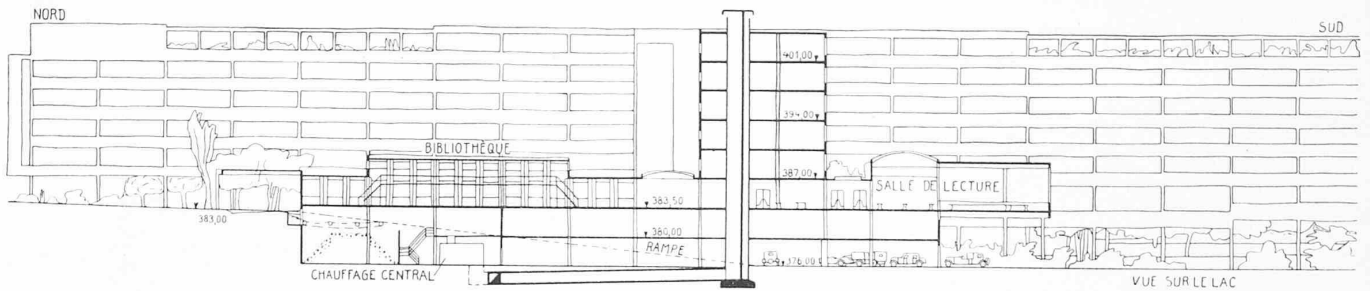 NORD
SUD
401,00
394,00
BIBLIOTHÈQUE
387,00
SALLE DE LECTURE
383,50
383,00
380,00
RAMPE
376,00
CHAUFFAGE CENTRAL
VUE SUR LE LAC